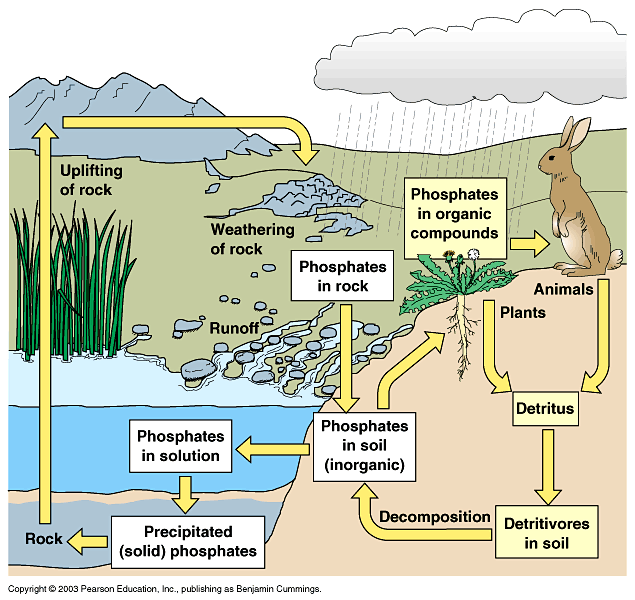 Uplifting
of rock
Weathering
of rock
Phosphates
in organic
compounds
Phosphates
in rock
Animals
Plants
Runoff
Detritus
Phosphates
in solution
Phosphates
in soil
(inorganic)
Decomposition
Detritivores
in soil
Rock
Precipitated
(solid) phosphates
Copyright © 2003 Pearson Education, Inc., publishing as Benjamin Cummings.